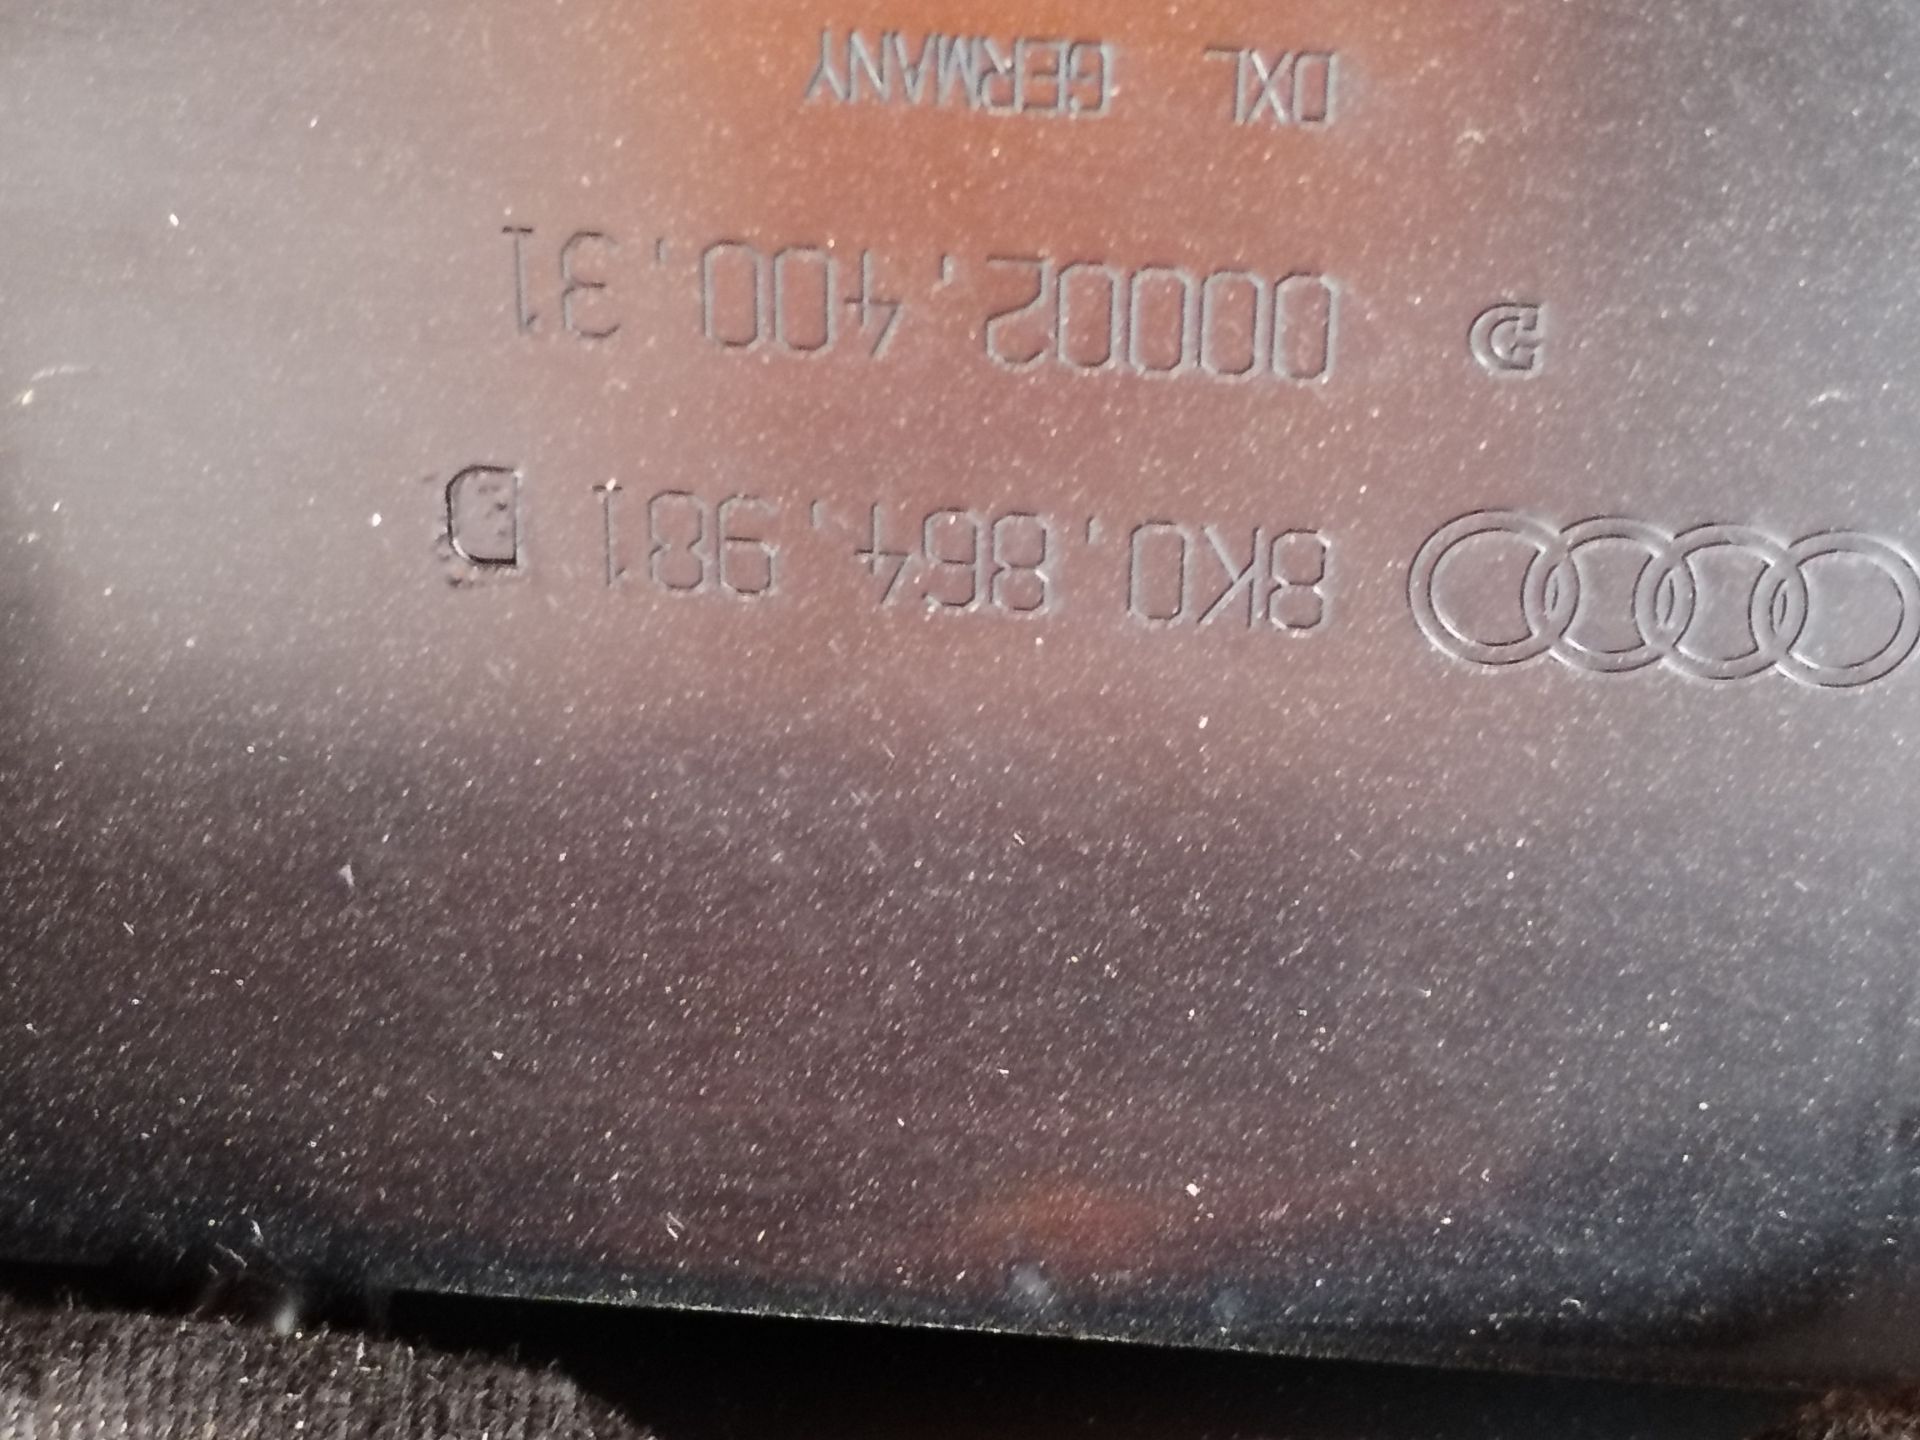 8K0.864.981 D
00002.400.31
DXL GERMANY